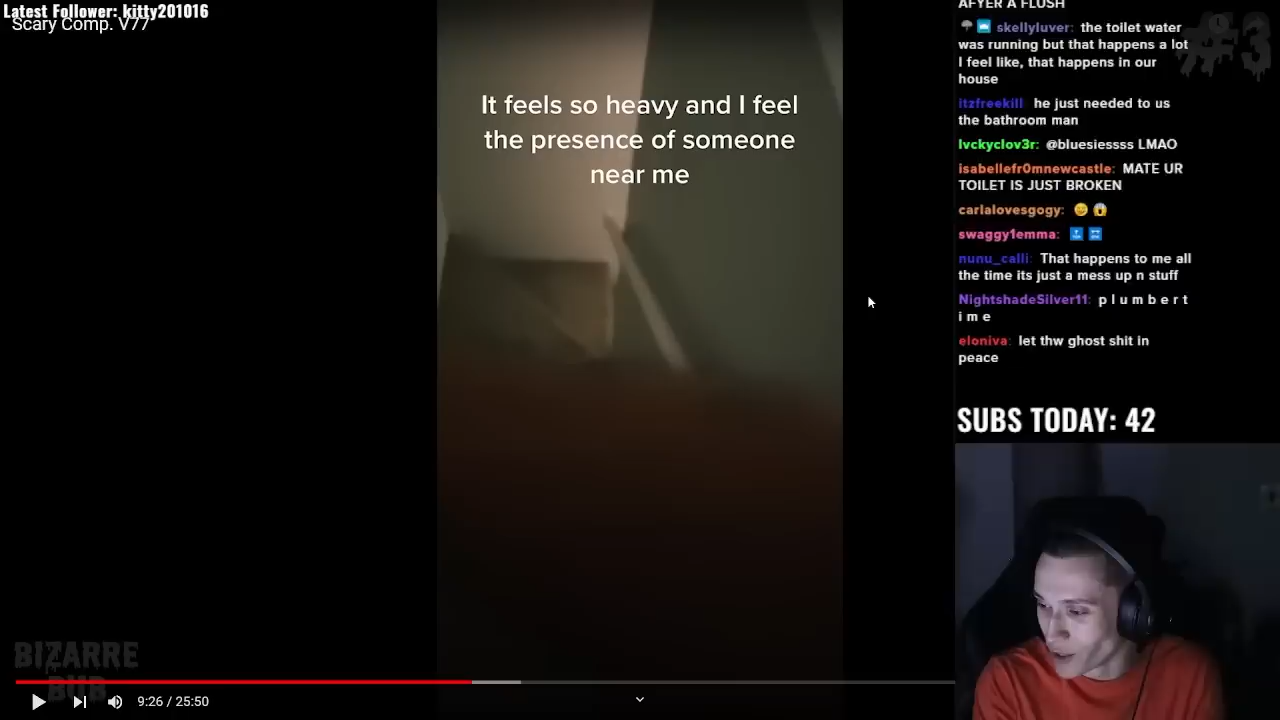 Latest Follower: kitty201016
Scary Comp. V77
#3
It feels so heavy and I feel
the presence of someone
near me
AFYER A FLUSH
skellyluver: the toilet water
was running but that happens a lot
I feel like, that happens in our
house
itzfreekill: he just needed to us
the bathroom man
lvckyclov3r: @bluesiessss LMAO
isabellefr0mnewcastle: MATE UR
TOILET IS JUST BROKEN
carlalovesgogy:
swaggy1emma:
nunu_calli: That happens to me all
the time its just a mess up n stuff
NightshadeSilver11: p l u m b e r t
i m e
eloniva: let thw ghost shit in
peace
SUBS TODAY: 42
BIZARRE
BUB
9:26 / 25:50